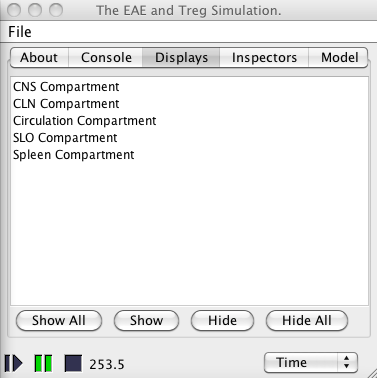 The EAE and Treg Simulation.
File
About Console Displays Inspectors Model
CNS Compartment
CLN Compartment
Circulation Compartment
SLO Compartment
Spleen Compartment
Show All Show Hide Hide All
253.5 Time